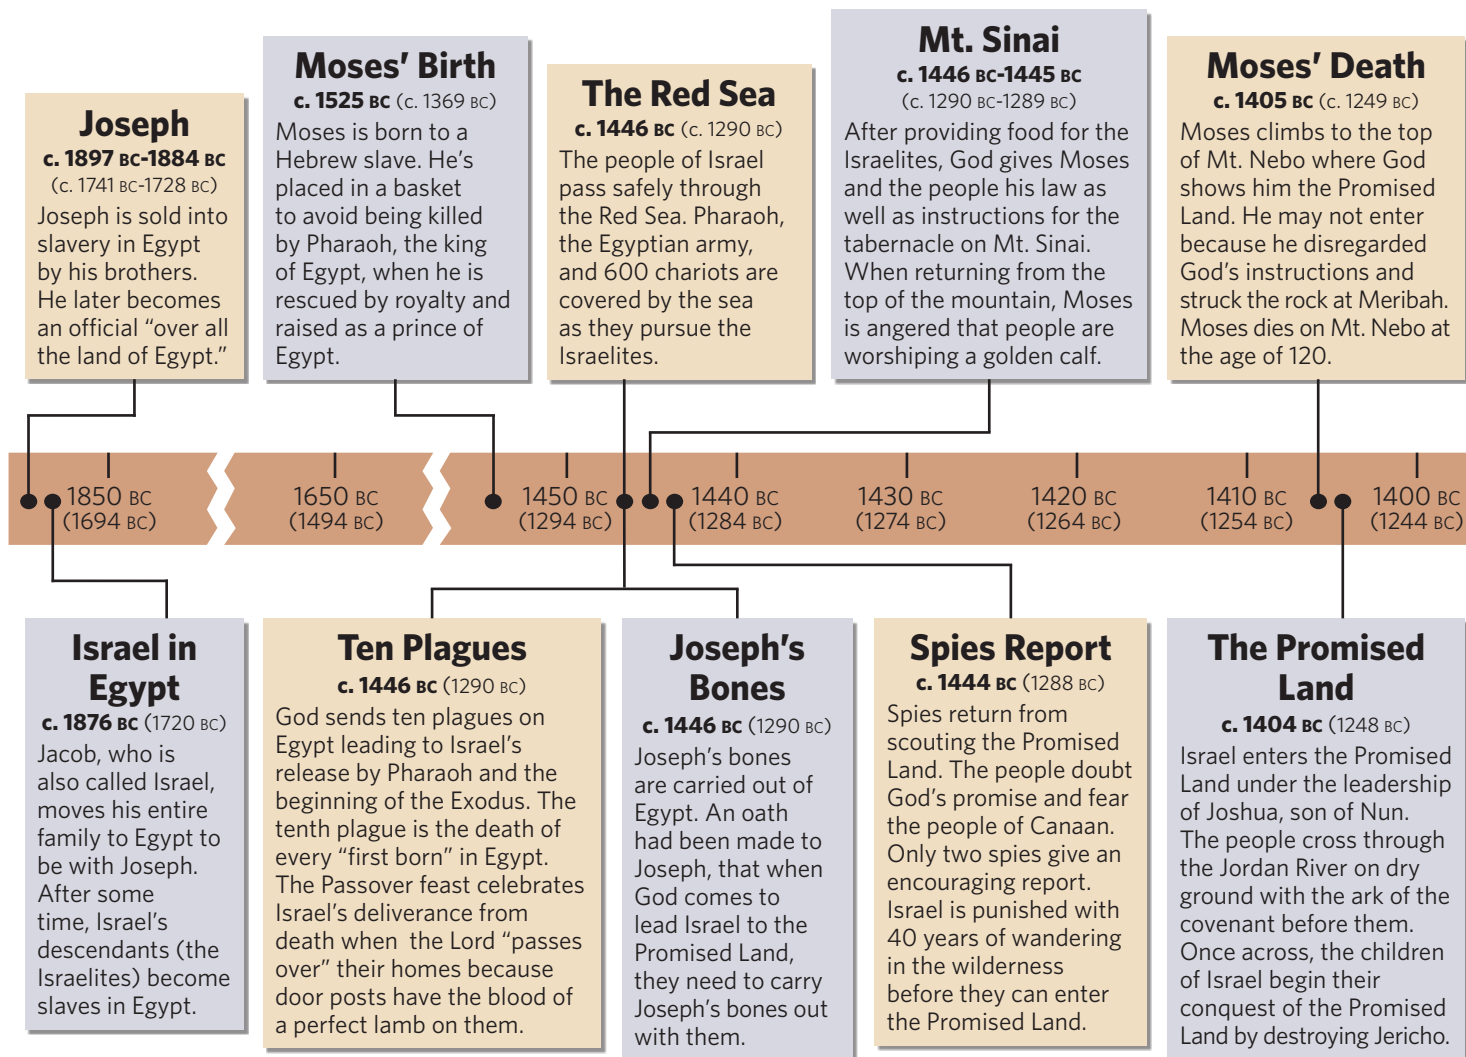 Joseph
c. 1897 BC-1884 BC
(c. 1741 BC-1728 BC)
Joseph is sold into
slavery in Egypt
by his brothers.
He later becomes
an official “over all
the land of Egypt.”
Moses’ Birth
c. 1525 BC (c. 1369 BC)
Moses is born to a
Hebrew slave. He’s
placed in a basket
to avoid being killed
by Pharaoh, the king
of Egypt, when he is
rescued by royalty and
raised as a prince of
Egypt.
The Red Sea
c. 1446 BC (c. 1290 BC)
The people of Israel
pass safely through
the Red Sea. Pharaoh,
the Egyptian army,
and 600 chariots are
covered by the sea
as they pursue the
Israelites.
Mt. Sinai
c. 1446 BC-1445 BC
(c. 1290 BC-1289 BC)
After providing food for the
Israelites, God gives Moses
and the people his law as
well as instructions for the
tabernacle on Mt. Sinai.
When returning from the
top of the mountain, Moses
is angered that people are
worshiping a golden calf.
Moses’ Death
c. 1405 BC (c. 1249 BC)
Moses climbs to the top
of Mt. Nebo where God
shows him the Promised
Land. He may not enter
because he disregarded
God’s instructions and
struck the rock at Meribah.
Moses dies on Mt. Nebo at
the age of 120.
1850 BC
(1694 BC)
1650 BC
(1494 BC)
1450 BC
(1294 BC)
1440 BC
(1284 BC)
1430 BC
(1274 BC)
1420 BC
(1264 BC)
1410 BC
(1254 BC)
1400 BC
(1244 BC)
Israel in
Egypt
c. 1876 BC (1720 BC)
Jacob, who is
also called Israel,
moves his entire
family to Egypt to
be with Joseph.
After some
time, Israel’s
descendants (the
Israelites) become
slaves in Egypt.
Ten Plagues
c. 1446 BC (1290 BC)
God sends ten plagues on
Egypt leading to Israel’s
release by Pharaoh and the
beginning of the Exodus. The
tenth plague is the death of
every “first born” in Egypt.
The Passover feast celebrates
Israel’s deliverance from
death when the Lord “passes
over” their homes because
door posts have the blood of
a perfect lamb on them.
Joseph’s
Bones
c. 1446 BC (1290 BC)
Joseph’s bones
are carried out of
Egypt. An oath
had been made to
Joseph, that when
God comes to
lead Israel to the
Promised Land,
they need to carry
Joseph’s bones out
with them.
Spies Report
c. 1444 BC (1288 BC)
Spies return from
scouting the Promised
Land. The people doubt
God’s promise and fear
the people of Canaan.
Only two spies give an
encouraging report.
Israel is punished with
40 years of wandering
in the wilderness
before they can enter
the Promised Land.
The Promised
Land
c. 1404 BC (1248 BC)
Israel enters the Promised
Land under the leadership
of Joshua, son of Nun.
The people cross through
the Jordan River on dry
ground with the ark of the
covenant before them.
Once across, the children
of Israel begin their
conquest of the Promised
Land by destroying Jericho.